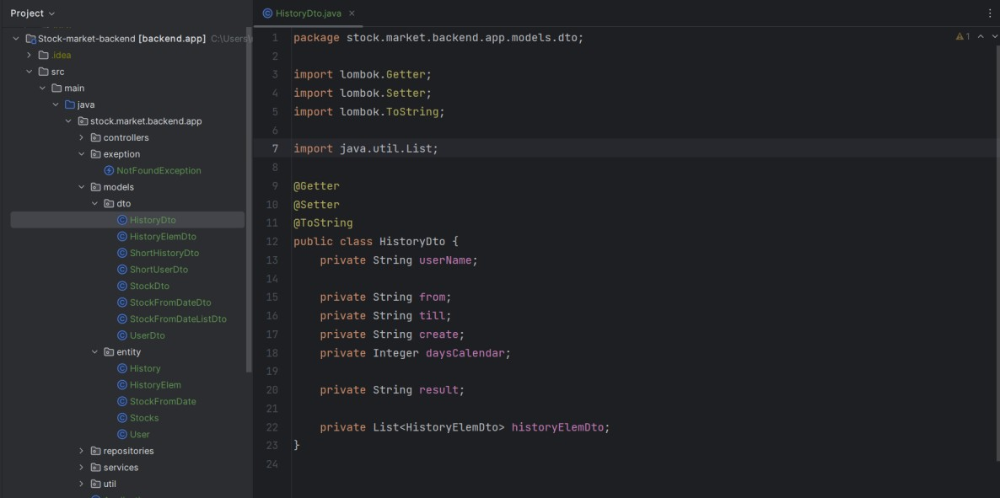 Project
Stock-market-backend [backend.app] C:\Users\
.idea
src
main
java
stock.market.backend.app
controllers
exeption
NotFoundException
models
dto
HistoryDto
HistoryElemDto
ShortHistoryDto
ShortUserDto
StockDto
StockFromDateDto
StockFromDateListDto
UserDto
entity
History
HistoryElem
StockFromDate
Stocks
User
repositories
services
util
HistoryDto.java
1
1 package stock.market.backend.app.models.dto;
2
3 import lombok.Getter;
4 import lombok.Setter;
5 import lombok.ToString;
6
7 import java.util.List;
8
9 @Getter
10 @Setter
11 @ToString
12 public class HistoryDto {
13     private String userName;
14
15     private String from;
16     private String till;
17     private String create;
18     private Integer daysCalendar;
19
20     private String result;
21
22     private List<HistoryElemDto> historyElemDto;
23 }
24